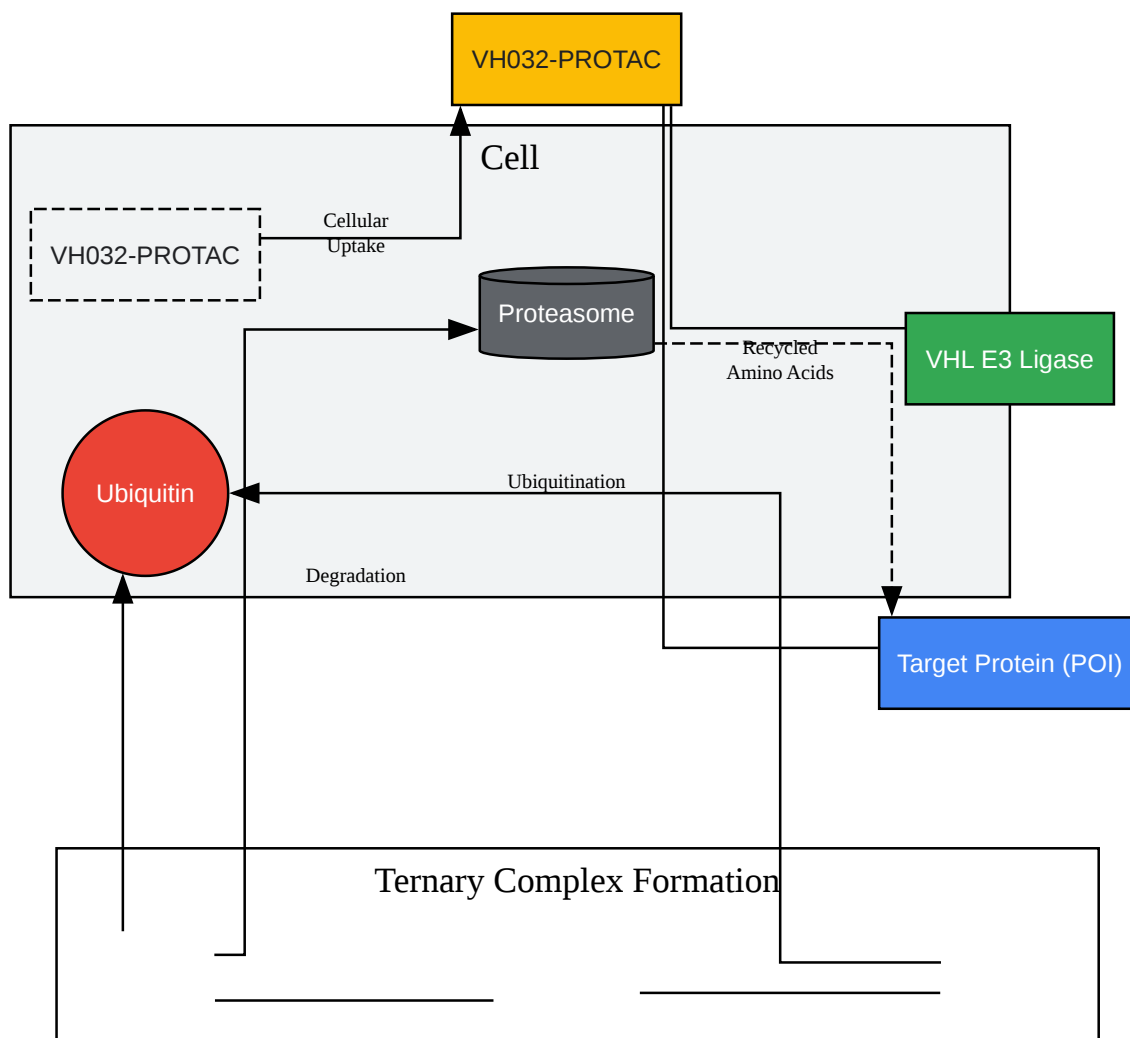 VH032-PROTAC
Cell
Cellular
Uptake
VH032-PROTAC
Proteasome
Recycled
Amino Acids
VHL E3 Ligase
Ubiquitin
Ubiquitination
Degradation
Target Protein (POI)
Ternary Complex Formation